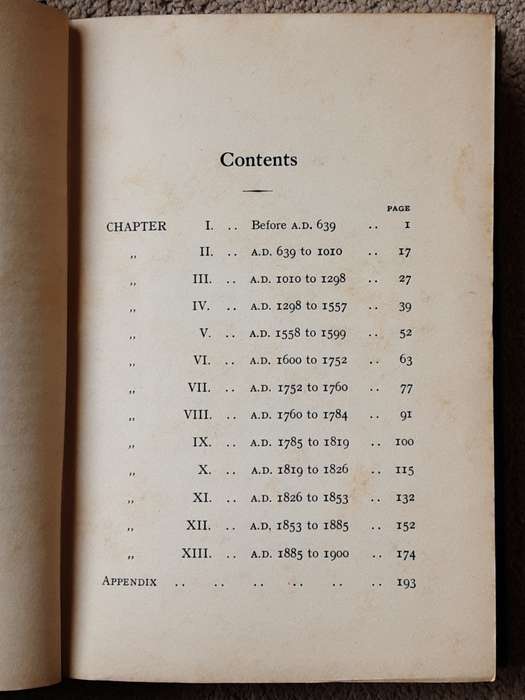 Contents
PAGE
CHAPTER I. .. Before A.D. 639 .. 1
„ II. .. A.D. 639 to 1010 .. 17
„ III. .. A.D. 1010 to 1298 .. 27
„ IV. .. A.D. 1298 to 1557 .. 39
„ V. .. A.D. 1558 to 1599 .. 52
„ VI. .. A.D. 1600 to 1752 .. 63
„ VII. .. A.D. 1752 to 1760 .. 77
„ VIII. .. A.D. 1760 to 1784 .. 91
„ IX. .. A.D. 1785 to 1819 .. 100
„ X. .. A.D. 1819 to 1826 .. 115
„ XI. .. A.D. 1826 to 1853 .. 132
„ XII. .. A.D. 1853 to 1885 .. 152
„ XIII. .. A.D. 1885 to 1900 .. 174
APPENDIX .. .. .. .. .. .. 193